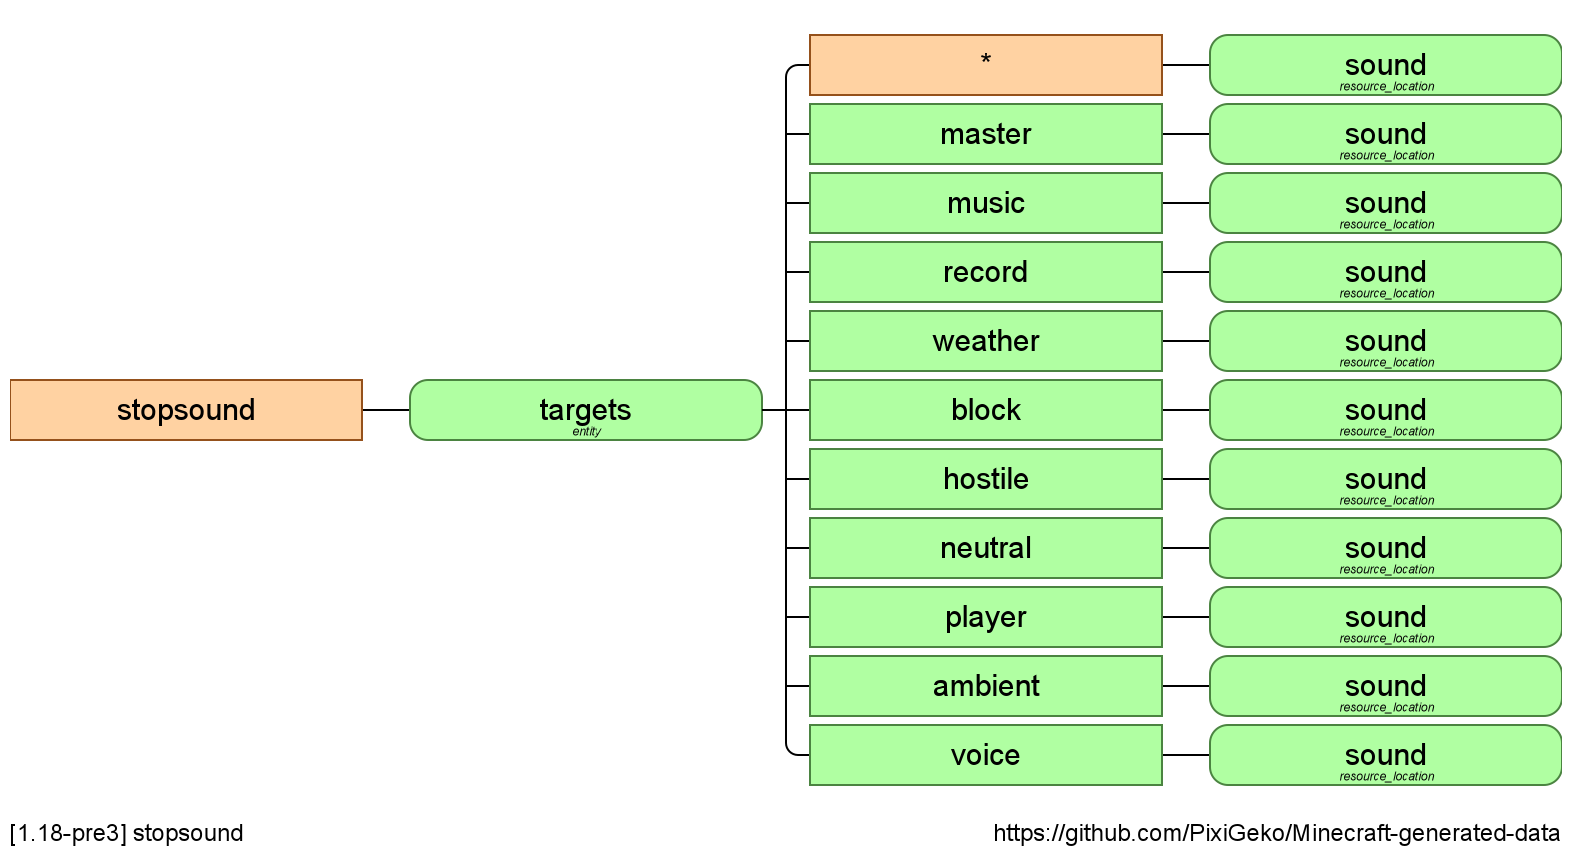 stopsound
targets
entity
*
sound
resource_location
master
sound
resource_location
music
sound
resource_location
record
sound
resource_location
weather
sound
resource_location
block
sound
resource_location
hostile
sound
resource_location
neutral
sound
resource_location
player
sound
resource_location
ambient
sound
resource_location
voice
sound
resource_location
[1.18-pre3] stopsound
https://github.com/PixiGeko/Minecraft-generated-data